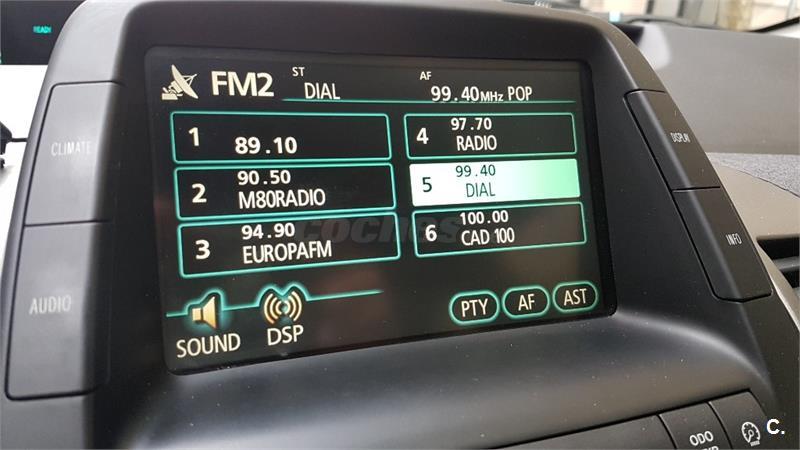 READY
FM2 ST DIAL AF 99.40MHz POP
CLIMATE
DISPLAY
1 89.10
4 97.70 RADIO
2 90.50 M80RADIO
5 99.40 DIAL
3 94.90 EUROPAFM
6 100.00 CAD 100
coches
INFO
AUDIO
SOUND DSP PTY AF AST
ODO
C.